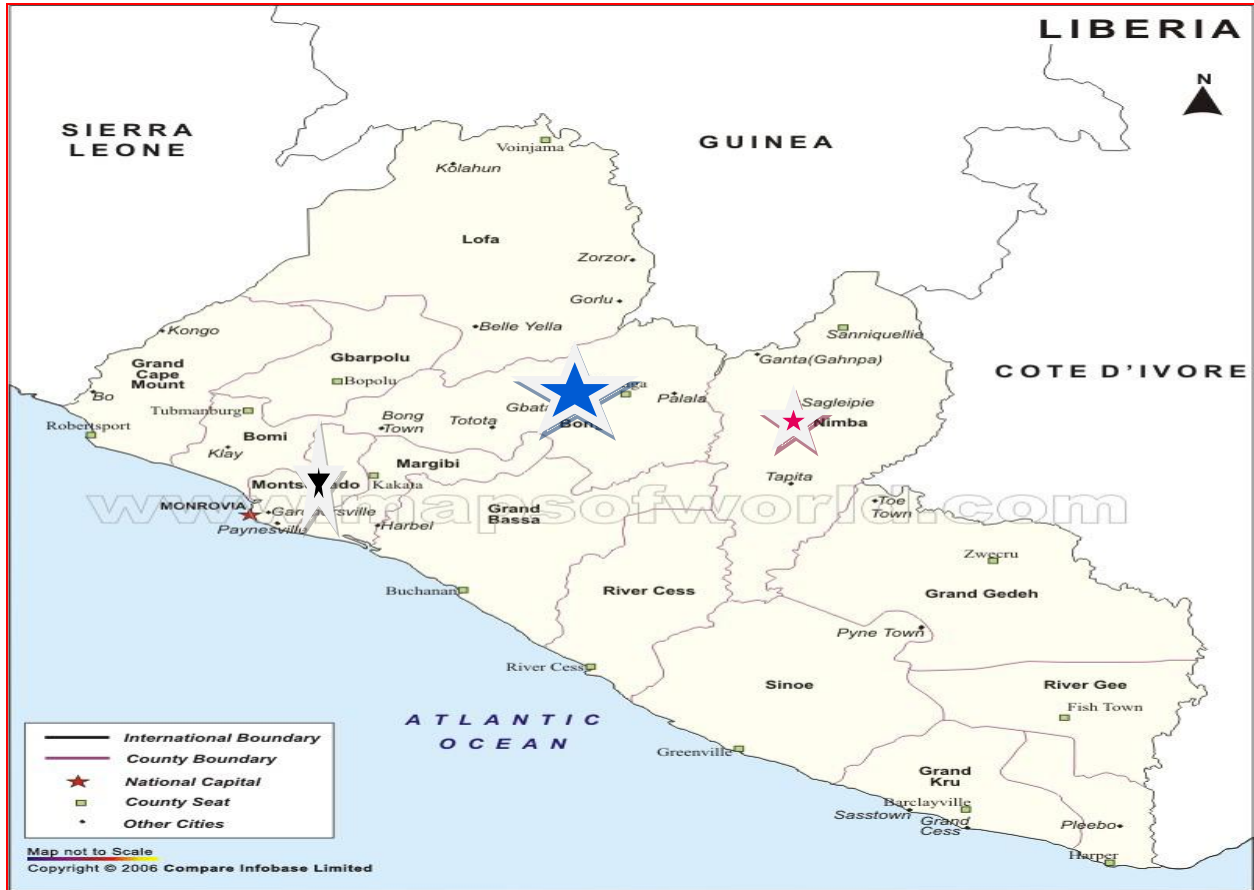 LIBERIA
N
SIERRA
LEONE
GUINEA
Voinjama
Kolahun
Lofa
Zorzor
Gorlu
Kongo
Belle Yella
Sanniquellie
Grand
Cape
Mount
Gbarpolu
Ganta(Gahnpa)
COTE D'IVORE
Bopolu
Bo
Palala
Sagleipie
Tubmanburg
Bong
Town
Totota
Nimba
Robertsport
Bomi
Klay
Margibi
Tapita
Kakata
MONROVIA
www.mapsofworld.com
Grand
Bassa
Toe
Town
Paynesville
Harbel
Zwecru
Buchanan
River Cess
Grand Gedeh
Pyne Town
River Cess
Sinoe
River Gee
Fish Town
ATLANTIC
OCEAN
Greenville
Grand
Kru
Barclayville
Sasstown
Grand
Cess
Pleebo
Harper
International Boundary
County Boundary
National Capital
County Seat
Other Cities
Map not to Scale
Copyright © 2006 Compare Infobase Limited